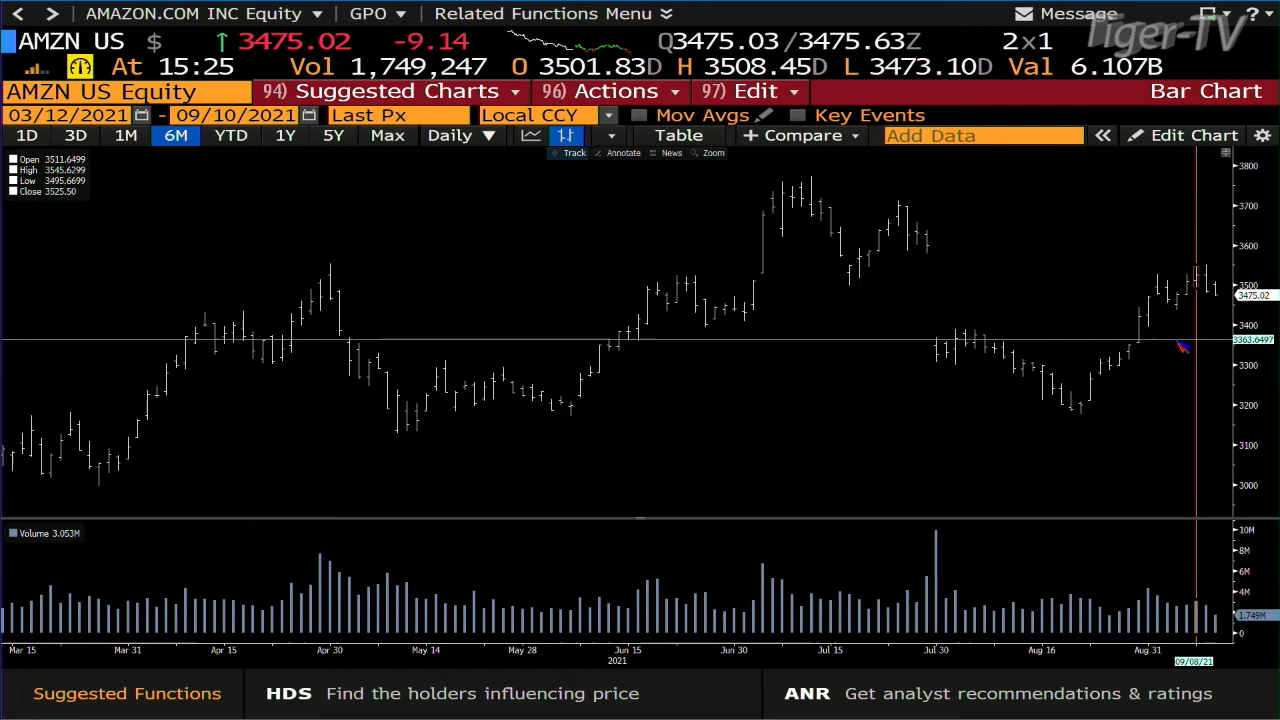 < > AMAZON.COM INC Equity ▼ GPO ▼ Related Functions Menu Message ?
Tiger-TV
AMZN US $ ↑ 3475.02 -9.14 Q3475.03/3475.63Z 2×1
At 15:25 Vol 1,749,247 O 3501.83D H 3508.45D L 3473.10D Val 6.107B
AMZN US Equity 94) Suggested Charts 96) Actions 97) Edit Bar Chart
03/12/2021 - 09/10/2021 Last Px Local CCY Mov Avgs Key Events
1D 3D 1M 6M YTD 1Y 5Y Max Daily ▼ Table + Compare Add Data « Edit Chart
Track Annotate News Zoom
Open 3511.6499
High 3545.6299
Low 3495.6699
Close 3525.50
3800
3700
3600
3500
3475.02
3400
3363.6497
3300
3200
3100
3000
Volume 3.053M
10M
8M
6M
4M
1.749M
0
Mar 15 Mar 31 Apr 15 Apr 30 May 14 May 28 Jun 15 Jun 30 Jul 15 Jul 30 Aug 16 Aug 31
2021 09/08/21
Suggested Functions HDS Find the holders influencing price ANR Get analyst recommendations & ratings